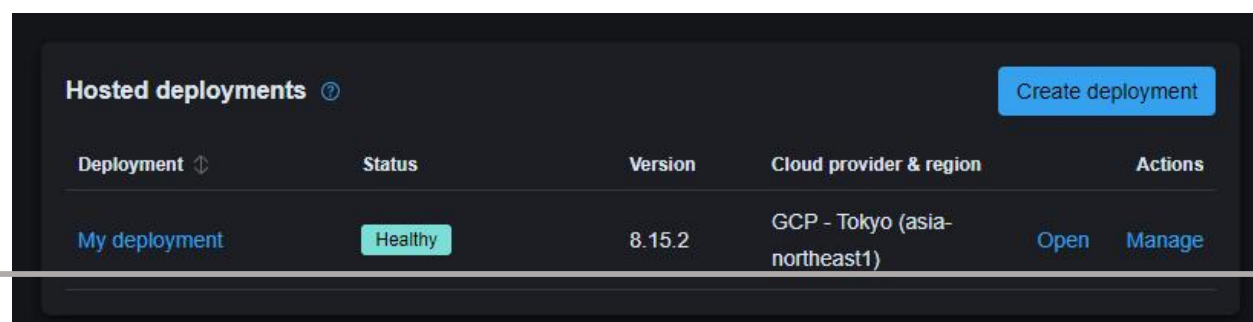 Hosted deployments
Create deployment
Deployment Status Version Cloud provider & region Actions
My deployment Healthy 8.15.2 GCP - Tokyo (asia-
northeast1) Open Manage